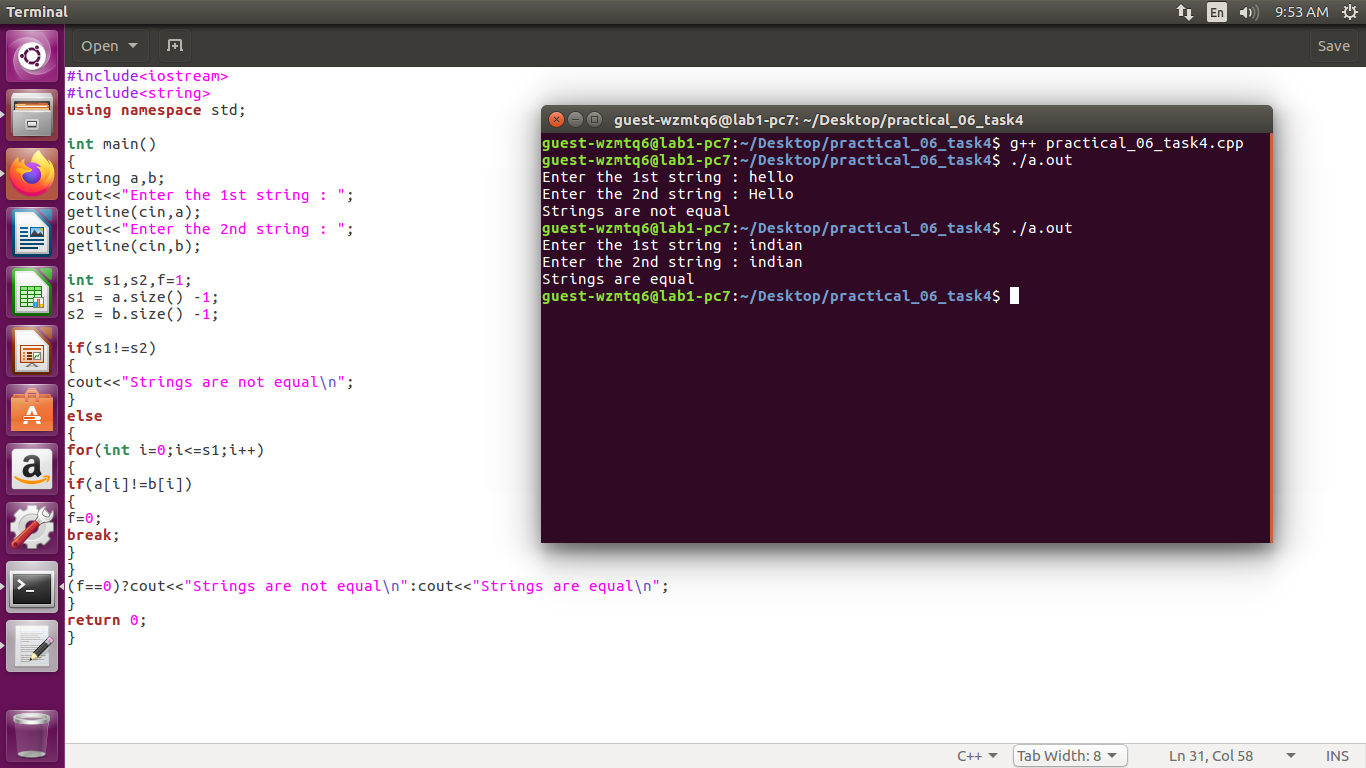 Terminal
En
9:53 AM
Open
Save
#include<iostream>
#include<string>
using namespace std;
int main()
{
string a,b;
cout<<"Enter the 1st string : ";
getline(cin,a);
cout<<"Enter the 2nd string : ";
getline(cin,b);
int s1,s2,f=1;
s1 = a.size() -1;
s2 = b.size() -1;
if(s1!=s2)
{
cout<<"Strings are not equal\n";
}
else
{
for(int i=0;i<=s1;i++)
{
if(a[i]!=b[i])
{
f=0;
break;
}
}
(f==0)?cout<<"Strings are not equal\n":cout<<"Strings are equal\n";
}
return 0;
}
guest-wzmtq6@lab1-pc7: ~/Desktop/practical_06_task4
guest-wzmtq6@lab1-pc7:~/Desktop/practical_06_task4$ g++ practical_06_task4.cpp
guest-wzmtq6@lab1-pc7:~/Desktop/practical_06_task4$ ./a.out
Enter the 1st string : hello
Enter the 2nd string : Hello
Strings are not equal
guest-wzmtq6@lab1-pc7:~/Desktop/practical_06_task4$ ./a.out
Enter the 1st string : indian
Enter the 2nd string : indian
Strings are equal
guest-wzmtq6@lab1-pc7:~/Desktop/practical_06_task4$
C++
Tab Width: 8
Ln 31, Col 58
INS